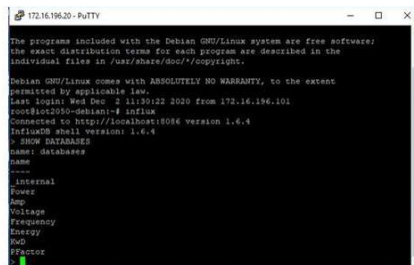 172.16.196.20 - PuTTY
The programs included with the Debian GNU/Linux system are free software;
the exact distribution terms for each program are described in the
individual files in /usr/share/doc/*/copyright.
Debian GNU/Linux comes with ABSOLUTELY NO WARRANTY, to the extent
permitted by applicable law.
Last login: Wed Dec  2 11:30:22 2020 from 172.16.196.101
root@iot2050-debian:~# influx
Connected to http://localhost:8086 version 1.6.4
InfluxDB shell version: 1.6.4
> SHOW DATABASES
name: databases
name
----
_internal
Power
Amp
Voltage
Frequency
Energy
KwD
PFactor
>